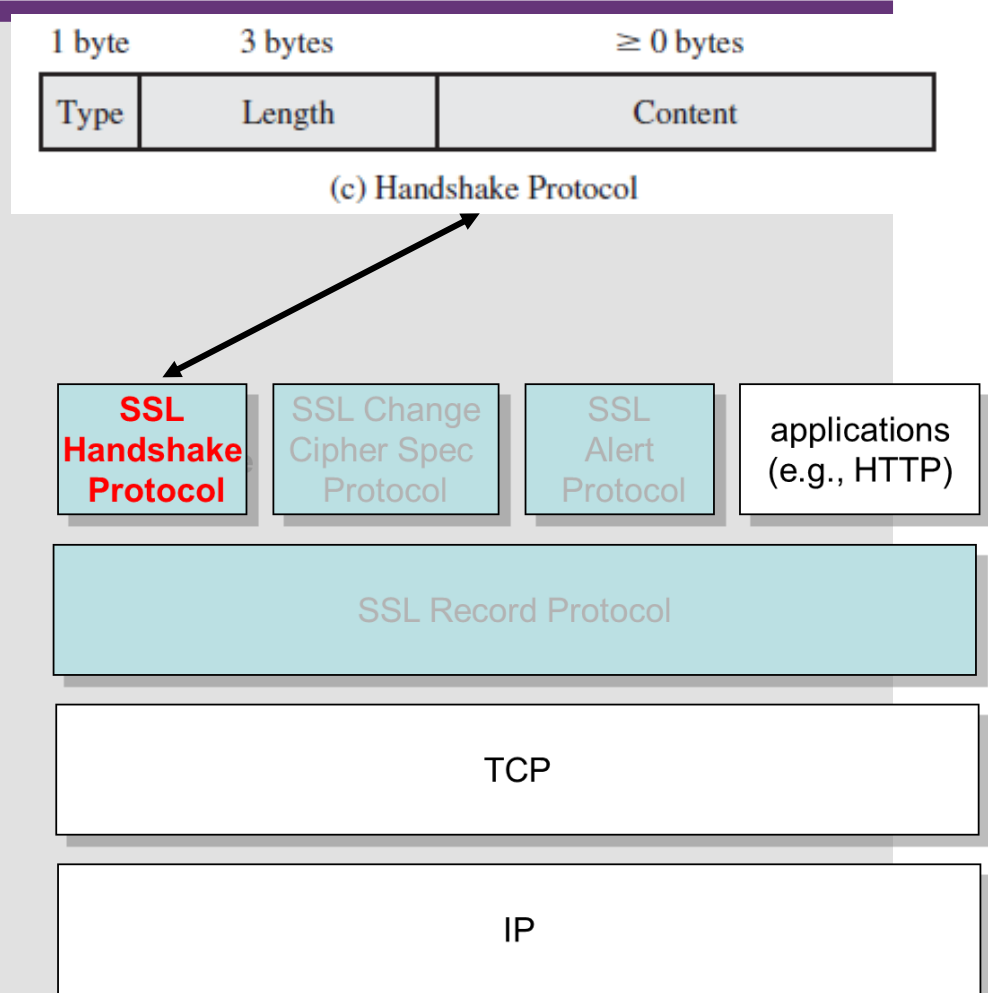 1 byte 3 bytes ≥ 0 bytes
Type Length Content
(c) Handshake Protocol
SSL
Handshake
Protocol
SSL Change
Cipher Spec
Protocol
SSL
Alert
Protocol
applications
(e.g., HTTP)
SSL Record Protocol
TCP
IP